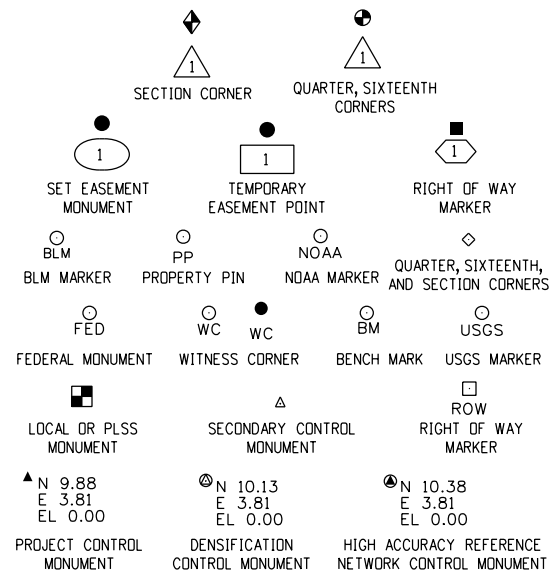 1
1
SECTION CORNER
QUARTER, SIXTEENTH
CORNERS
1
1
1
SET EASEMENT
MONUMENT
TEMPORARY
EASEMENT POINT
RIGHT OF WAY
MARKER
BLM
PP
NOAA
BLM MARKER
PROPERTY PIN
NOAA MARKER
QUARTER, SIXTEENTH,
AND SECTION CORNERS
FED
WC
WC
BM
USGS
FEDERAL MONUMENT
WITNESS CORNER
BENCH MARK
USGS MARKER
ROW
LOCAL OR PLSS
MONUMENT
SECONDARY CONTROL
MONUMENT
RIGHT OF WAY
MARKER
N 9.88
E 3.81
EL 0.00
N 10.13
E 3.81
EL 0.00
N 10.38
E 3.81
EL 0.00
PROJECT CONTROL
MONUMENT
DENSIFICATION
CONTROL MONUMENT
HIGH ACCURACY REFERENCE
NETWORK CONTROL MONUMENT